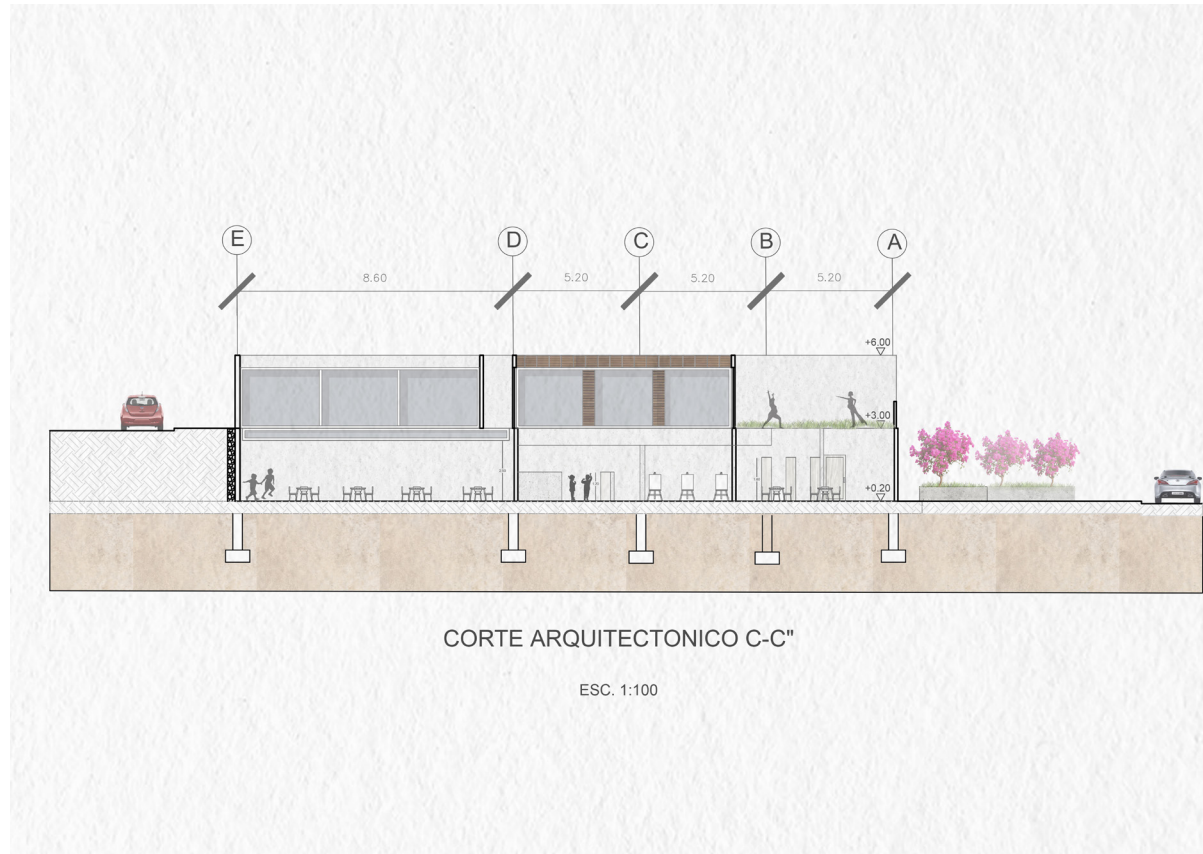 E D C B A
8.60 5.20 5.20 5.20
+6.00
+3.00
+0.20
CORTE ARQUITECTONICO C-C"
ESC. 1:100